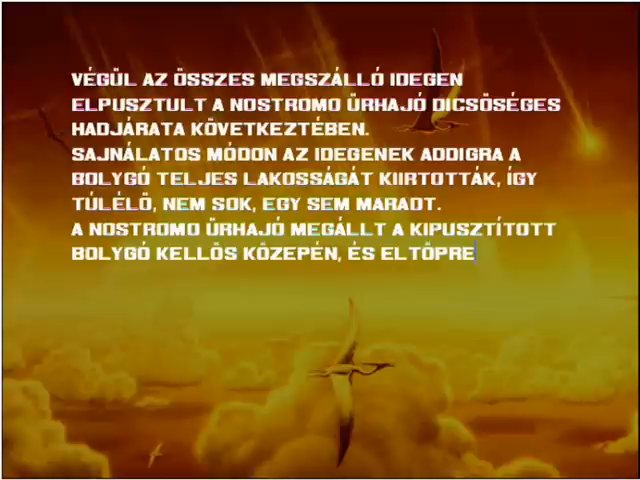 VÉGÜL AZ ÖSSZES MEGSZÁLLÓ IDEGEN
ELPUSZTULT A NOSTROMO ŰRHAJÓ DICSŐSÉGES
HADJÁRATA KÖVETKEZTÉBEN.
SAJNÁLATOS MÓDON AZ IDEGENEK ADDIGRA A
BOLYGÓ TELJES LAKOSSÁGÁT KIIRTOTTÁK, ÍGY
TÚLÉLŐ, NEM SOK, EGY SEM MARADT.
A NOSTROMO ŰRHAJÓ MEGÁLLT A KIPUSZTÍTOTT
BOLYGÓ KELLŐS KÖZEPÉN, ÉS ELTÖPRE